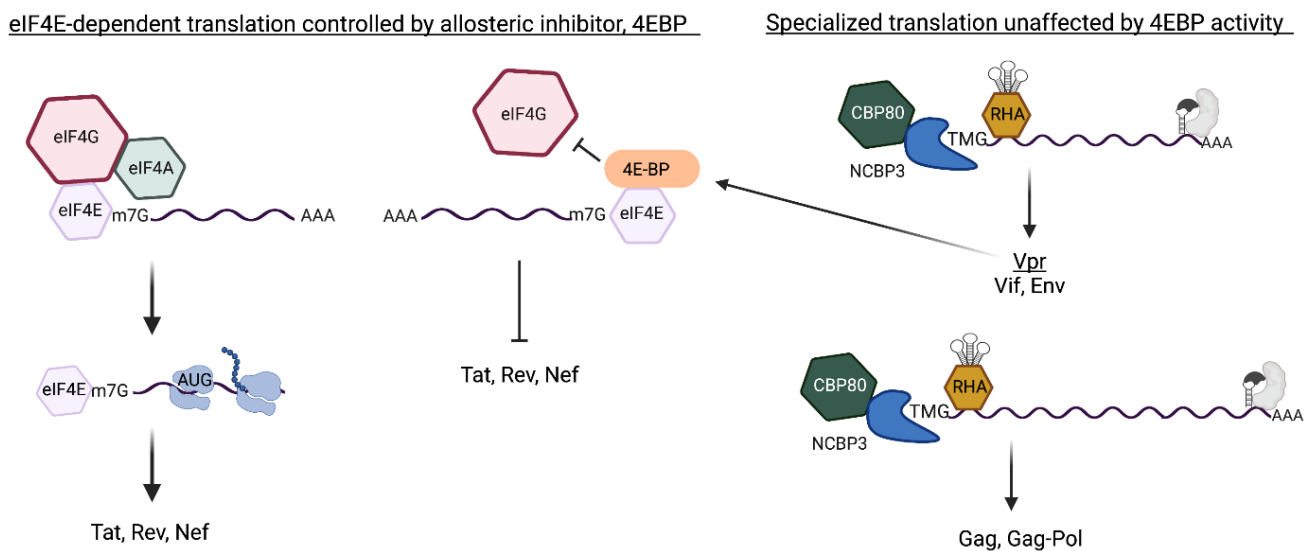 eIF4E-dependent translation controlled by allosteric inhibitor, 4EBP
eIF4G
eIF4A
eIF4E
m7G
AAA
eIF4E
m7G
AUG
Tat, Rev, Nef
eIF4G
4E-BP
AAA
m7G
eIF4E
Tat, Rev, Nef
Specialized translation unaffected by 4EBP activity
CBP80
NCBP3
TMG
RHA
AAA
Vpr
Vif, Env
CBP80
NCBP3
TMG
RHA
AAA
Gag, Gag-Pol